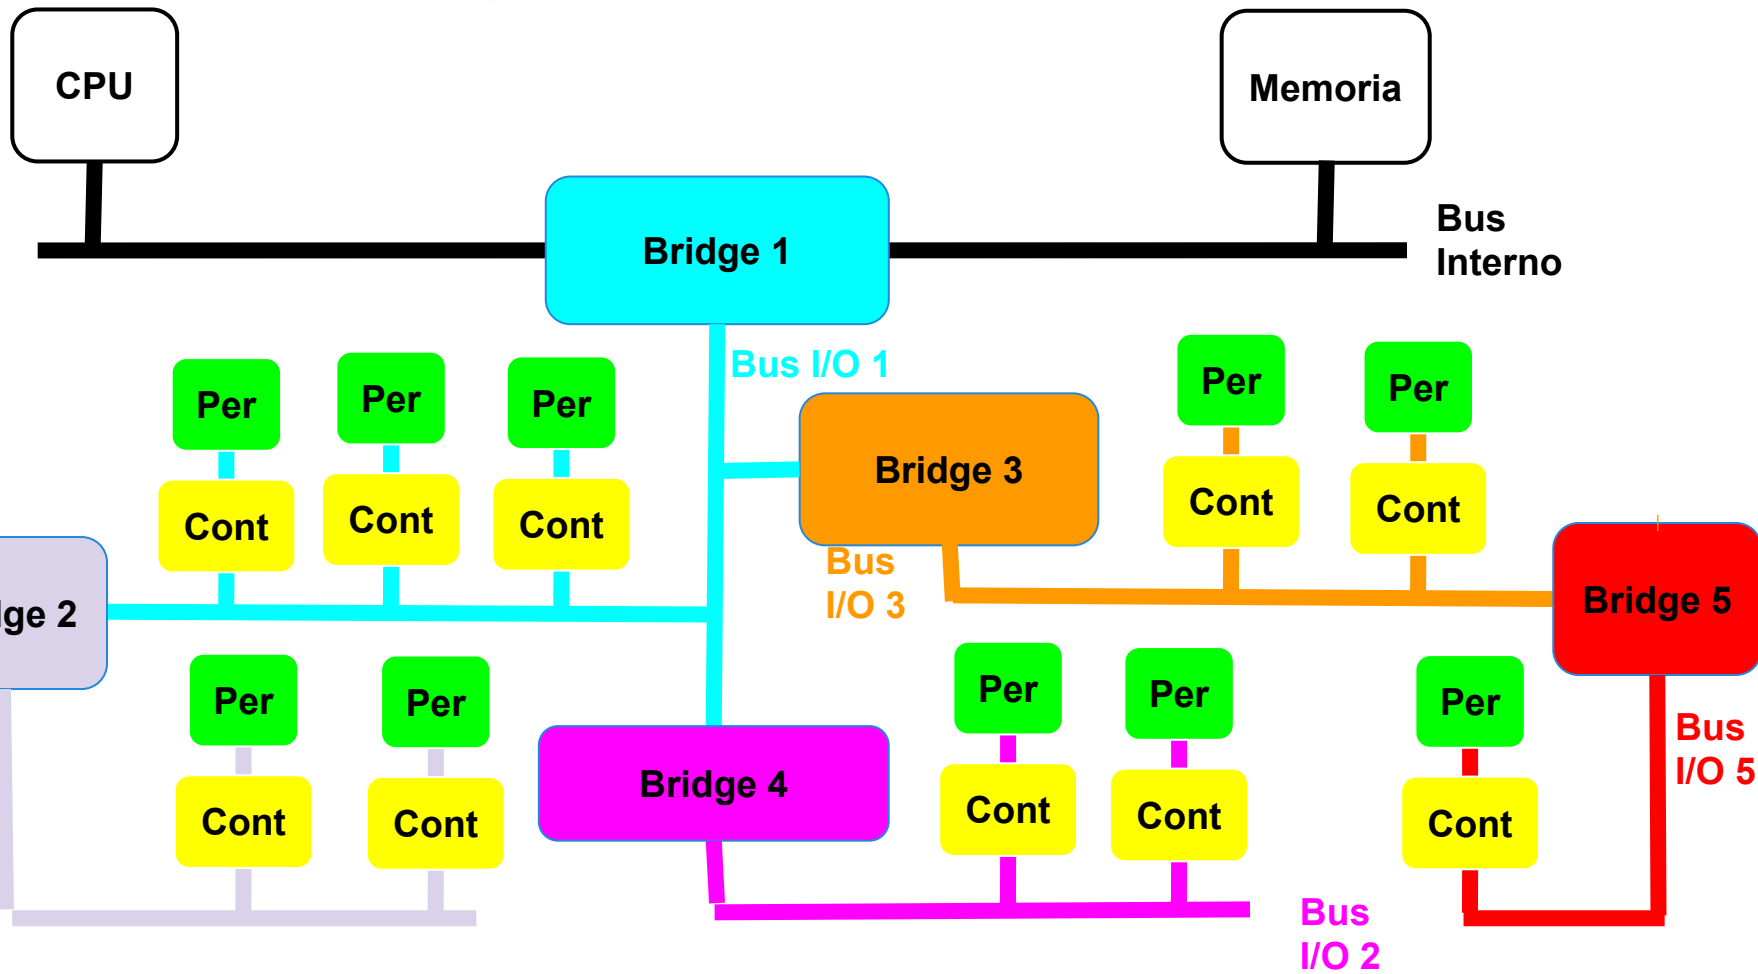 CPU
Memoria
Bus
Interno
Bridge 1
Bus I/O 1
Per
Per
Per
Per
Per
Bridge 3
Cont
Cont
Cont
Cont
Cont
Bus
I/O 3
ge 2
Bridge 5
Per
Per
Per
Per
Per
Bus
I/O 5
Bridge 4
Cont
Cont
Cont
Cont
Cont
Bus
I/O 2